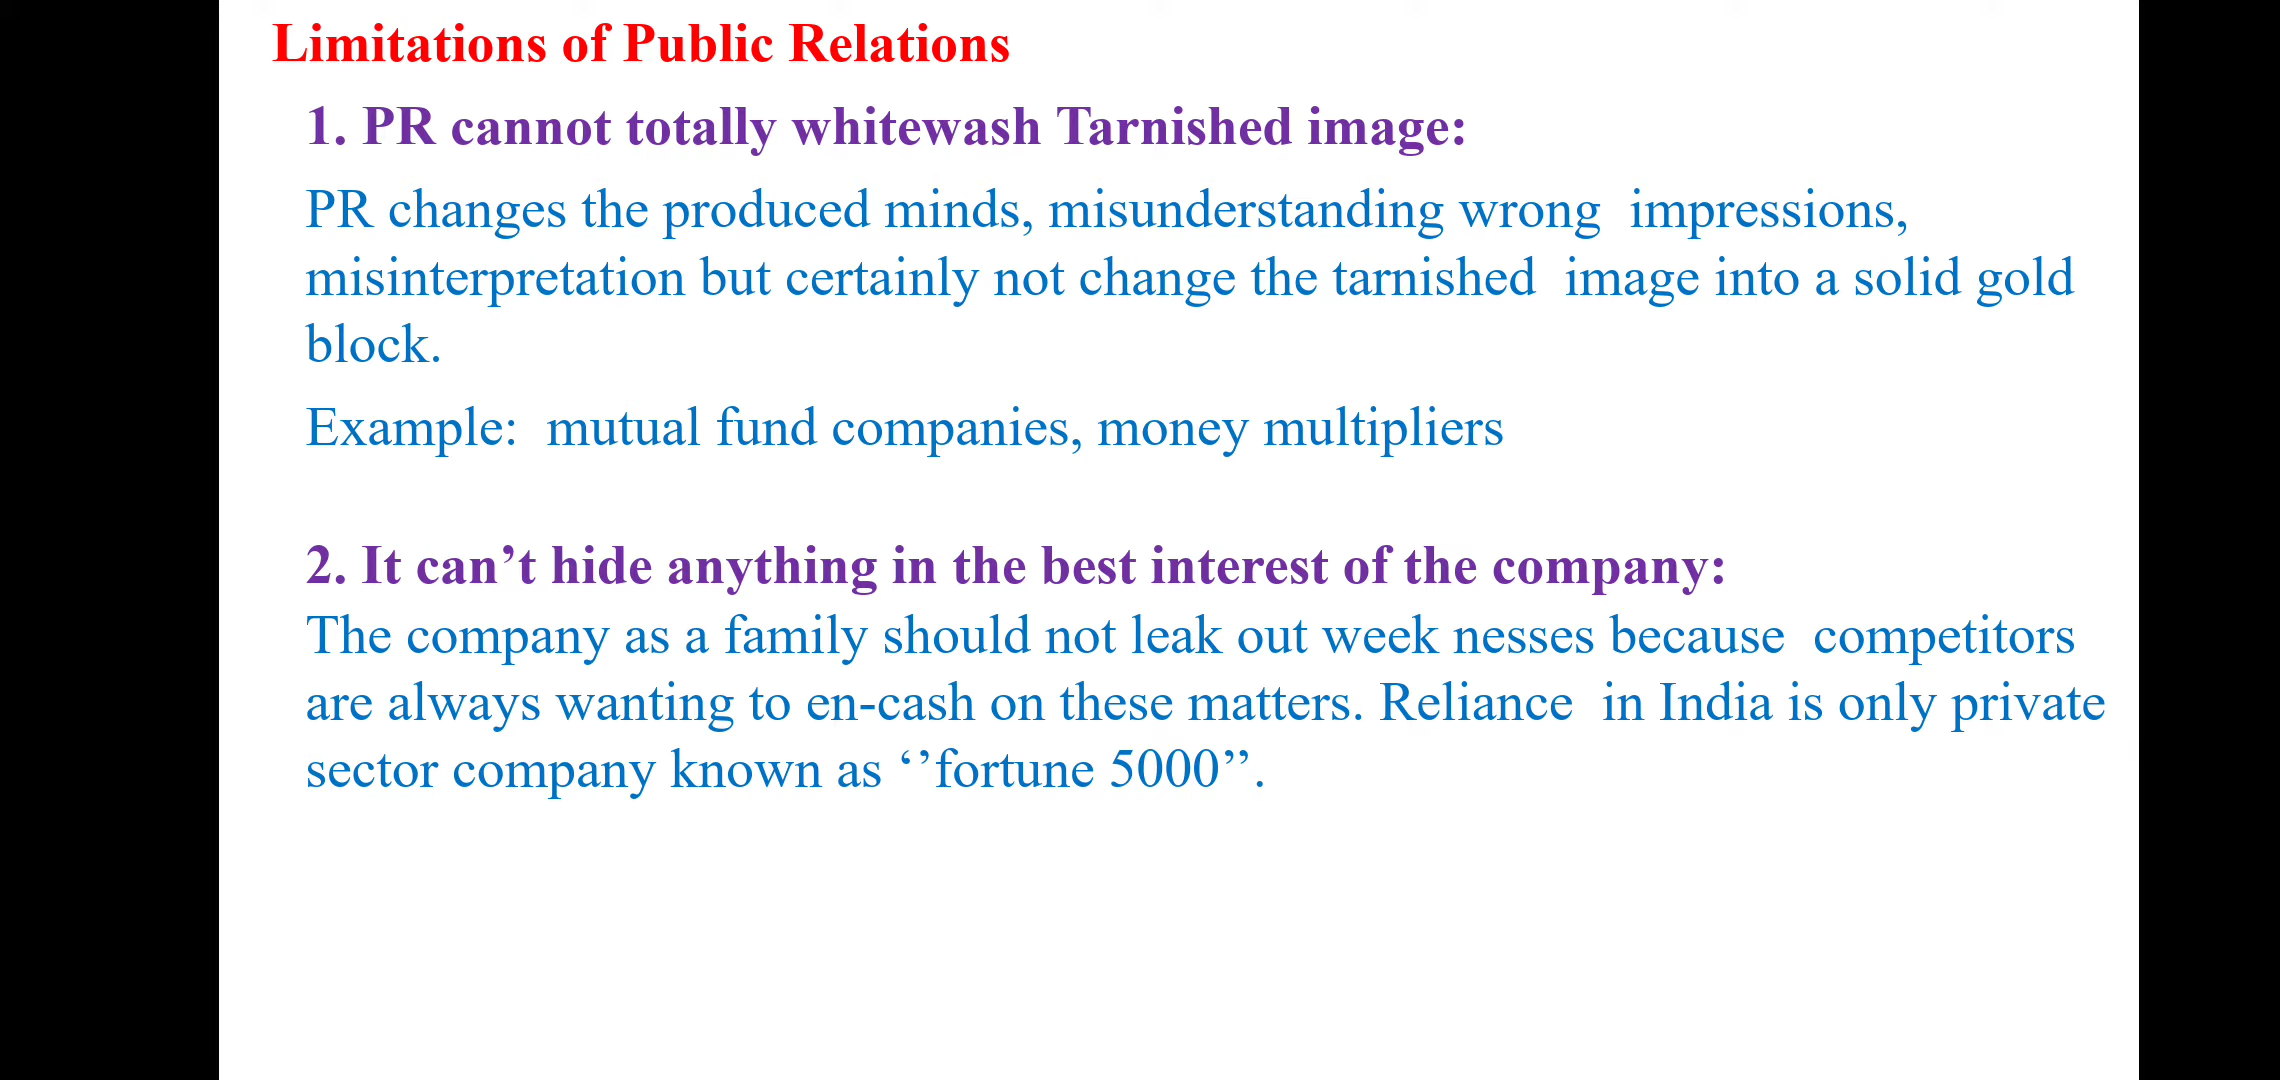 Limitations of Public Relations
1. PR cannot totally whitewash Tarnished image:
PR changes the produced minds, misunderstanding wrong  impressions,
misinterpretation but certainly not change the tarnished  image into a solid gold
block.
Example:  mutual fund companies, money multipliers
2. It can’t hide anything in the best interest of the company:
The company as a family should not leak out week nesses because  competitors
are always wanting to en-cash on these matters. Reliance  in India is only private
sector company known as ‘’fortune 5000”.